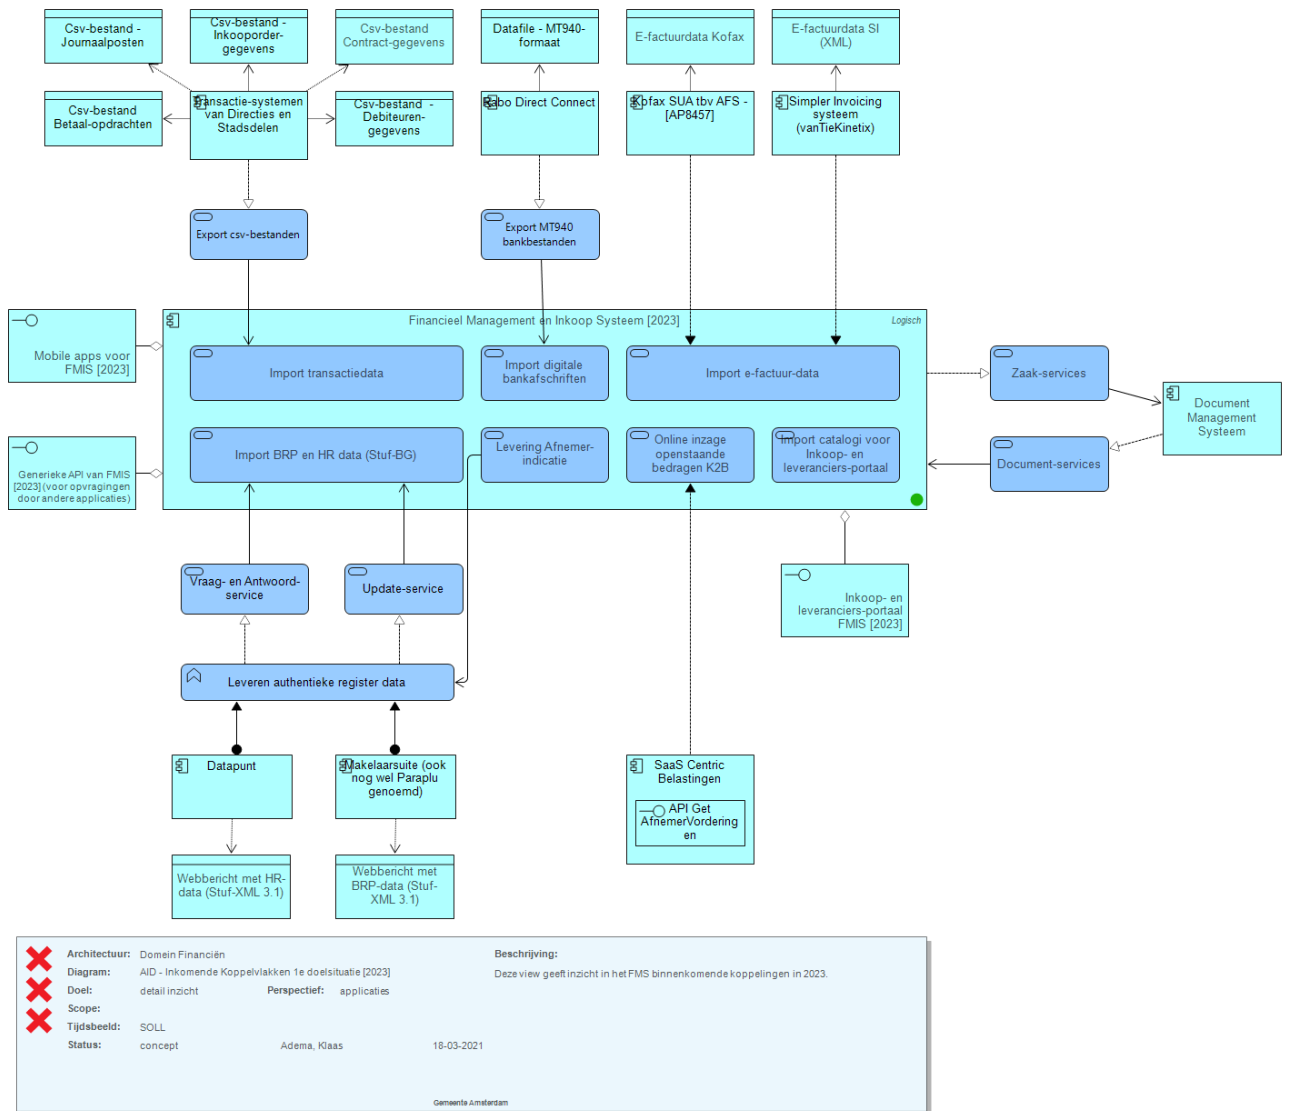 Csv-bestand -
Journaalposten
Csv-bestand -
Inkooporder-
gegevens
Csv-bestand
Contract-gegevens
Datafile - MT940-
formaat
E-factuurdata Kofax
E-factuurdata SI
(XML)
Csv-bestand
Betaal-opdrachten
Transactie-systemen
van Directies en
Stadsdelen
Csv-bestand -
Debiteuren-
gegevens
Rabo Direct Connect
Kofax SUA tbv AFS -
[AP8457]
Simpler Invoicing
systeem
(vanTieKinetix)
Export csv-bestanden
Export MT940
bankbestanden
Financieel Management en Inkoop Systeem [2023]
Logisch
Mobile apps voor
FMIS [2023]
Import transactiedata
Import digitale
bankafschriften
Import e-factuur-data
Zaak-services
Document
Management
Systeem
Generieke API van FMIS
[2023] (voor opvragingen
door andere applicaties)
Import BRP en HR data (Stuf-BG)
Levering Afnemer-
indicatie
Online inzage
openstaande
bedragen K2B
Import catalogi voor
Inkoop- en
leveranciers-portaal
Document-services
Vraag- en Antwoord-
service
Update-service
Inkoop- en
leveranciers-portaal
FMIS [2023]
Leveren authentieke register data
Datapunt
Makelaarsuite (ook
nog wel Paraplu
genoemd)
SaaS Centric
Belastingen
API Get
AfnemerVordering
en
Webbericht met HR-
data (Stuf-XML 3.1)
Webbericht met
BRP-data (Stuf-
XML 3.1)
Architectuur: Domein Financiën
Beschrijving:
Diagram: AID - Inkomende Koppelvlakken 1e doelsituatie [2023]
Deze view geeft inzicht in het FMS binnenkomende koppelingen in 2023.
Doel: detail inzicht Perspectief: applicaties
Scope:
Tijdsbeeld: SOLL
Status: concept Adema, Klaas 18-03-2021
Gemeente Amsterdam